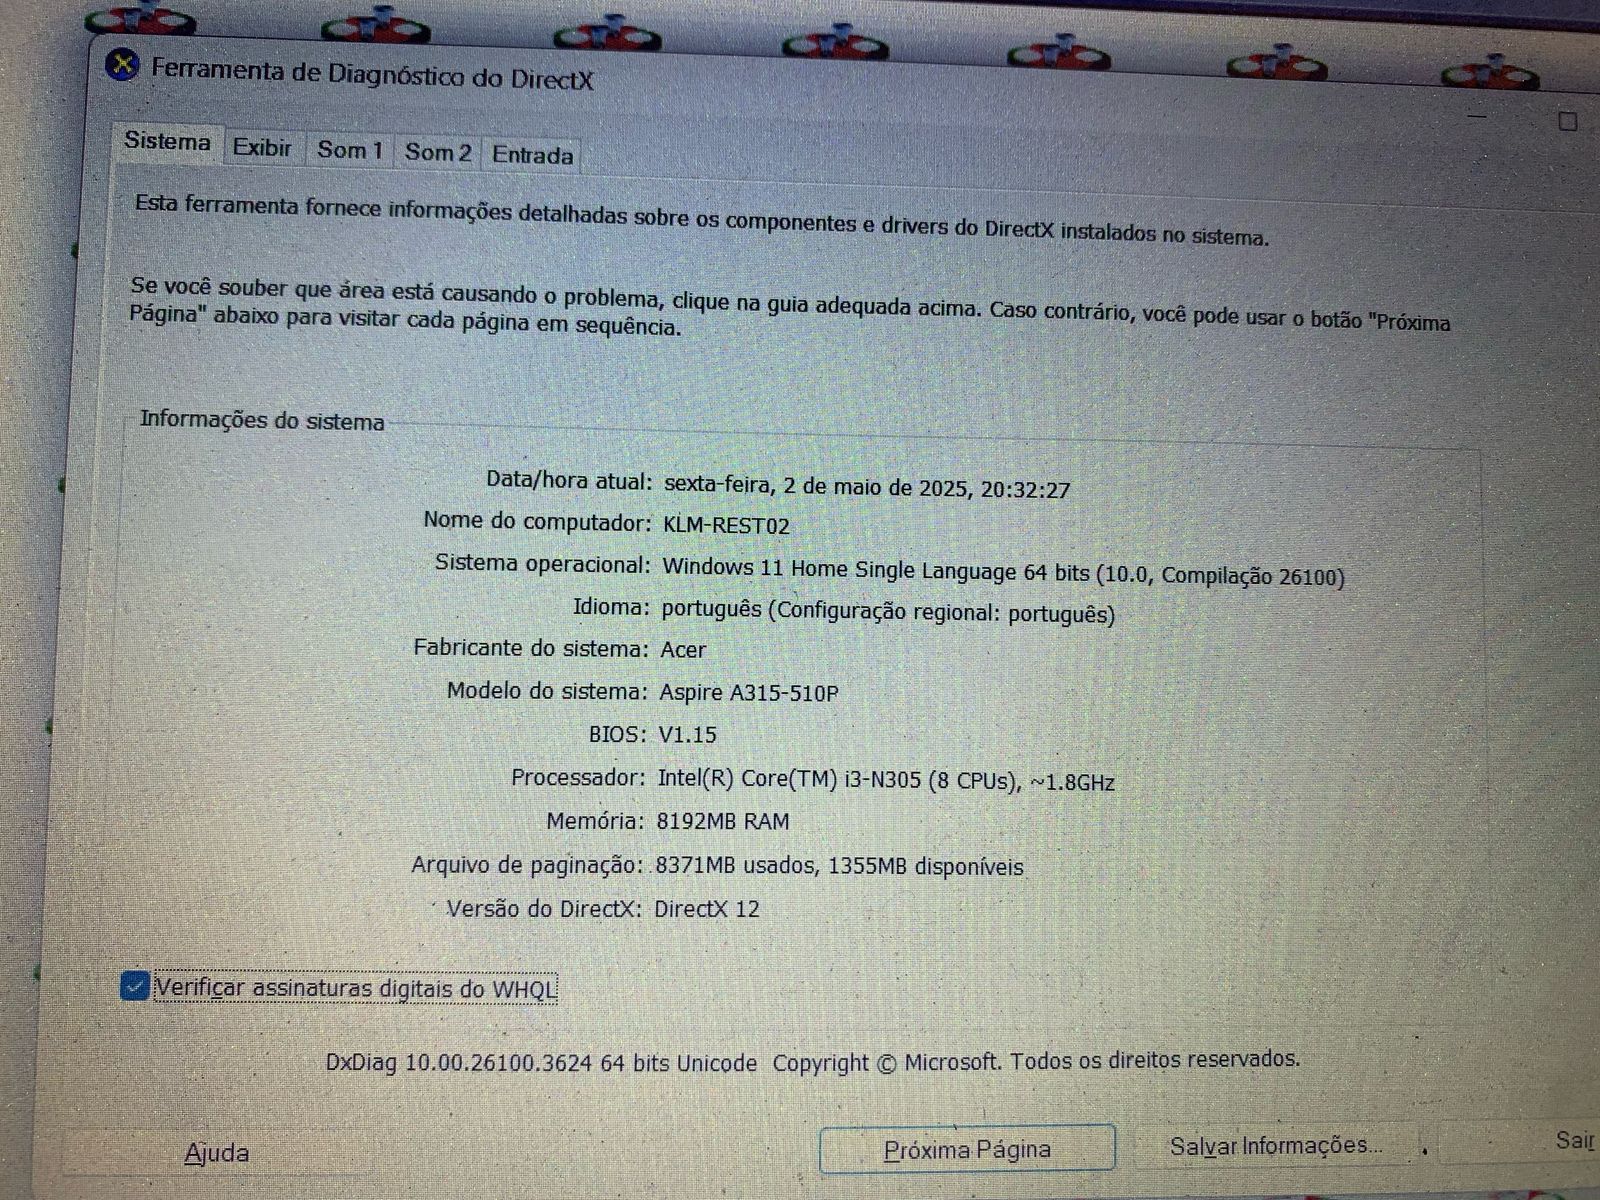 Ferramenta de Diagnóstico do DirectX
Sistema Exibir Som 1 Som 2 Entrada
Esta ferramenta fornece informações detalhadas sobre os componentes e drivers do DirectX instalados no sistema.
Se você souber que área está causando o problema, clique na guia adequada acima. Caso contrário, você pode usar o botão "Próxima
Página" abaixo para visitar cada página em sequência.
Informações do sistema
Data/hora atual: sexta-feira, 2 de maio de 2025, 20:32:27
Nome do computador: KLM-REST02
Sistema operacional: Windows 11 Home Single Language 64 bits (10.0, Compilação 26100)
Idioma: português (Configuração regional: português)
Fabricante do sistema: Acer
Modelo do sistema: Aspire A315-510P
BIOS: V1.15
Processador: Intel(R) Core(TM) i3-N305 (8 CPUs), ~1.8GHz
Memória: 8192MB RAM
Arquivo de paginação: 8371MB usados, 1355MB disponíveis
Versão do DirectX: DirectX 12
Verificar assinaturas digitais do WHQL
DxDiag 10.00.26100.3624 64 bits Unicode Copyright © Microsoft. Todos os direitos reservados.
Ajuda Próxima Página Salvar Informações... Sair